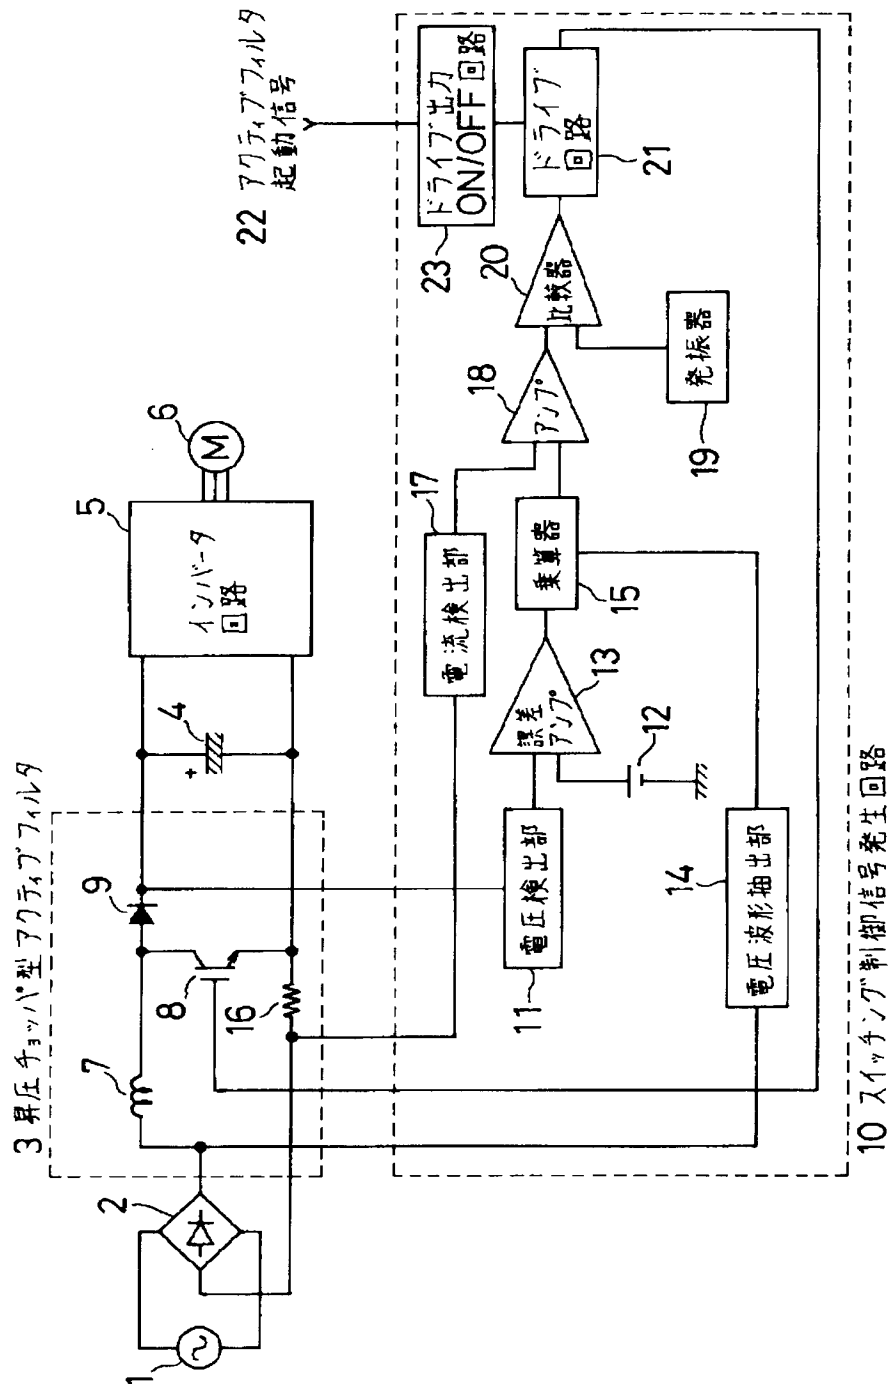 3 昇圧チョッパ型アクティブフィルタ
1
2
7
8
9
16
+
4
5
インバータ
回路
6
M
22 アクティブフィルタ
起動信号
ドライブ出力
ON/OFF回路
23
ドライブ
回路
21
20
比較器
発振器
19
18
アンプ
17
電流検出部
乗算器
15
誤差
アンプ
13
12
電圧検出部
11
14
電圧波形抽出部
10 スイッチング制御信号発生回路